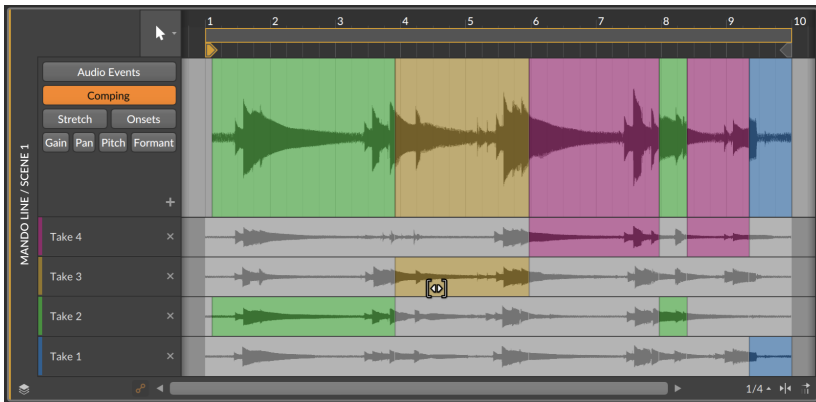 1 2 3 4 5 6 7 8 9 10
Audio Events
Comping
Stretch Onsets
Gain Pan Pitch Formant
+
MANDO LINE / SCENE 1
Take 4 ×
Take 3 ×
Take 2 ×
Take 1 ×
1/4